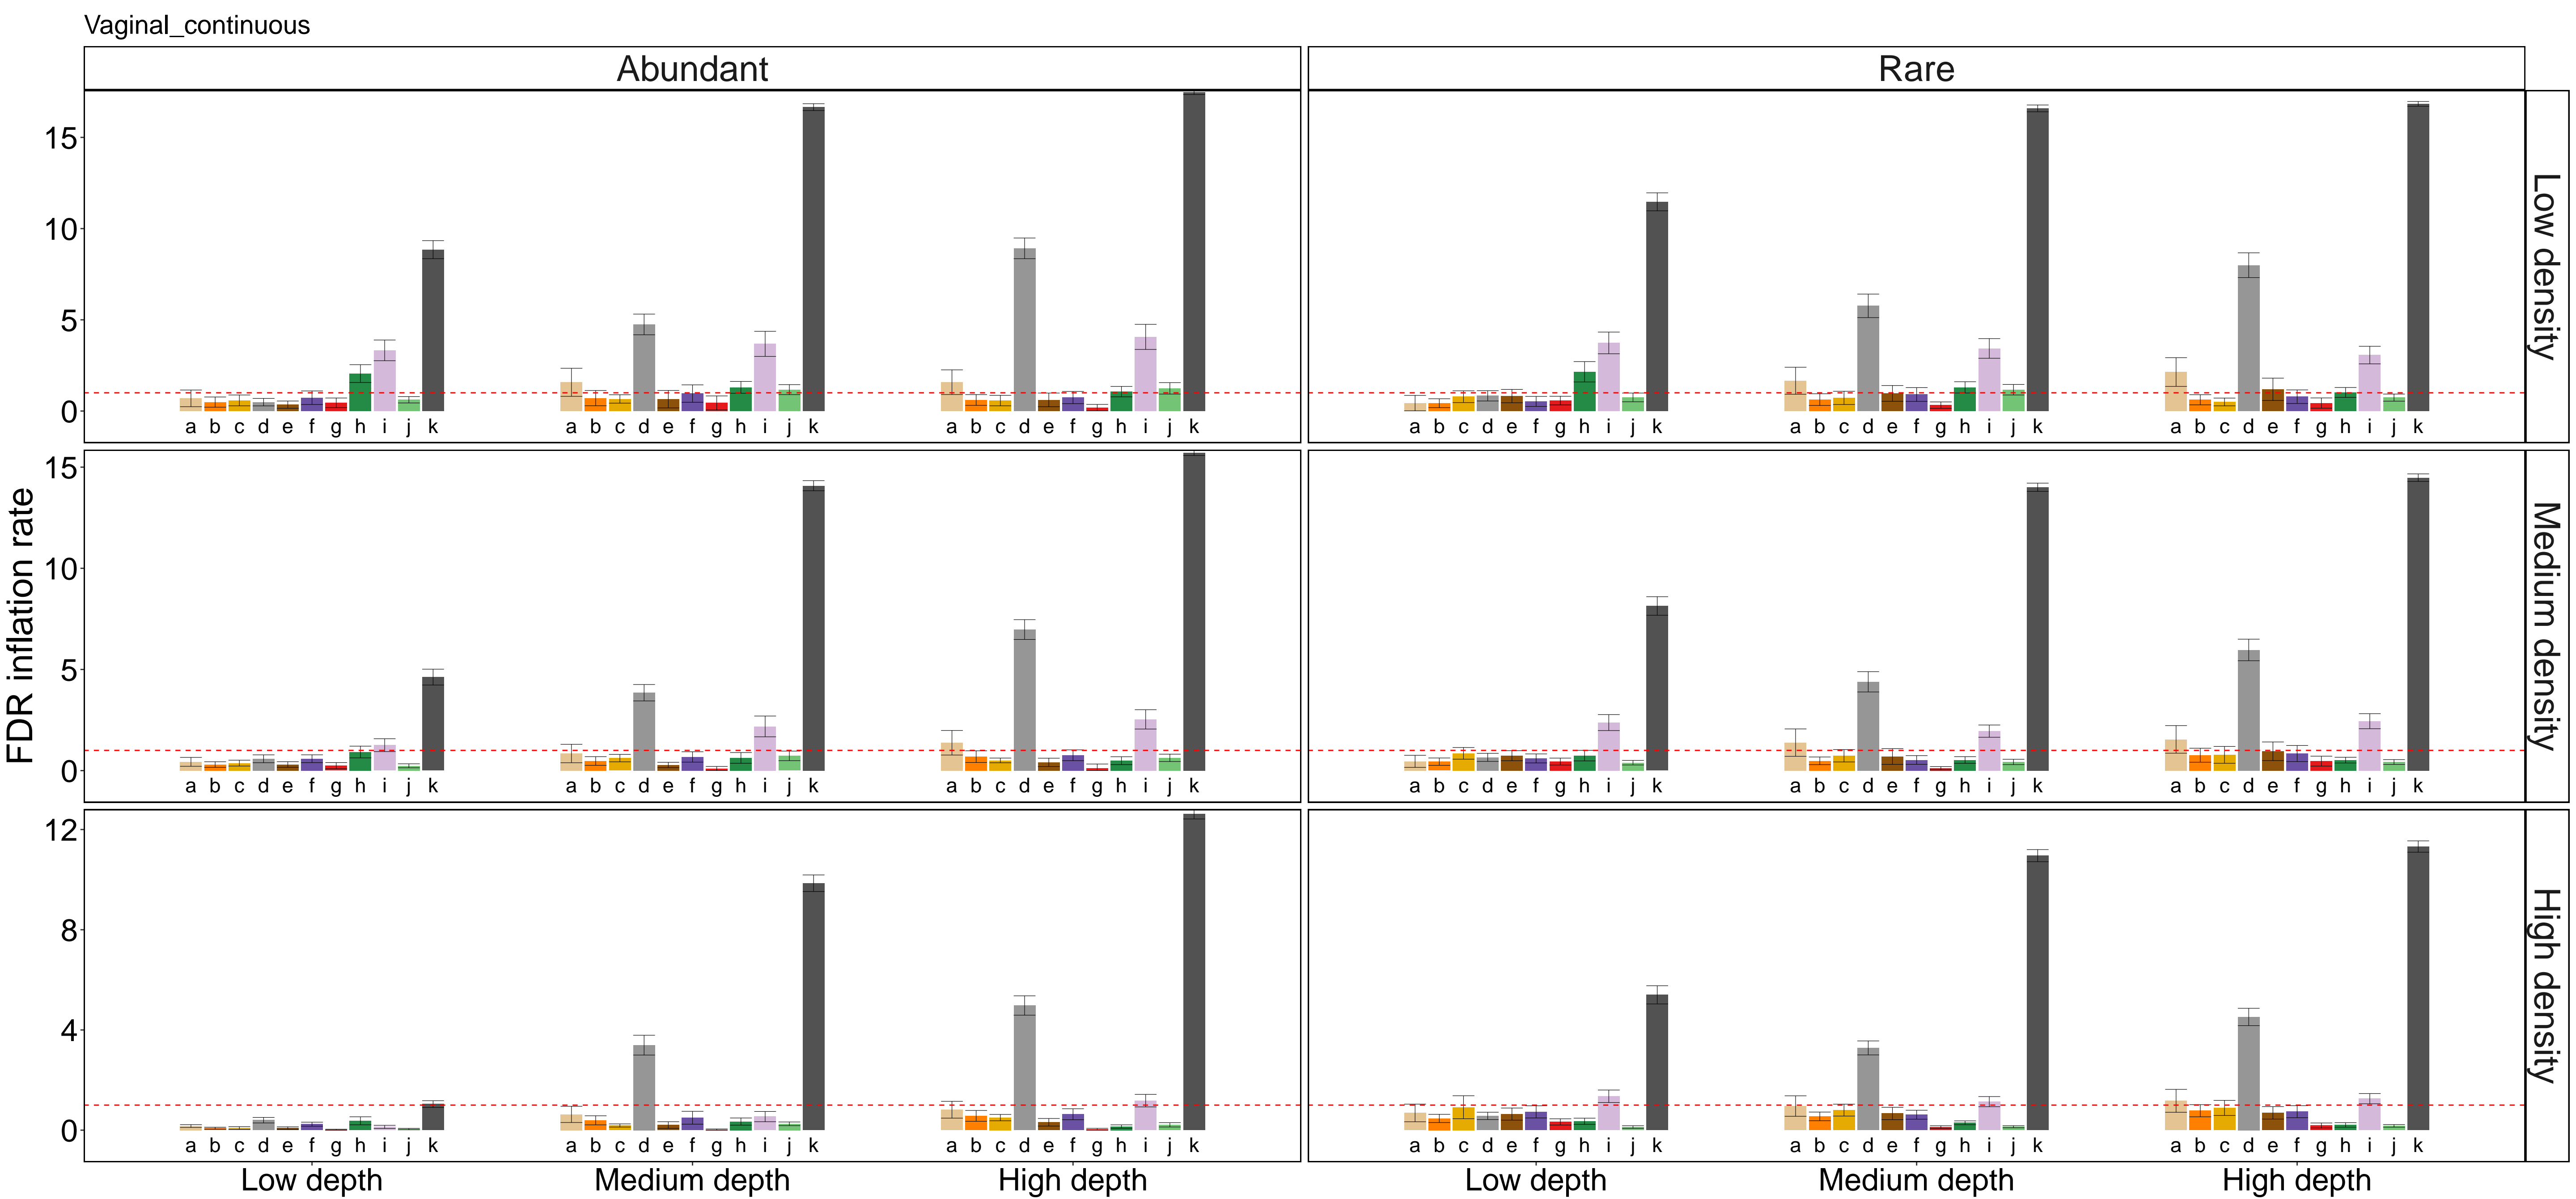 Vaginal_continuous
Abundant Rare
FDR inflation rate
15
10
5
0
a b c d e f g h i j k a b c d e f g h i j k a b c d e f g h i j k a b c d e f g h i j k a b c d e f g h i j k a b c d e f g h i j k
Low density
15
10
5
0
a b c d e f g h i j k a b c d e f g h i j k a b c d e f g h i j k a b c d e f g h i j k a b c d e f g h i j k a b c d e f g h i j k
Medium density
12
8
4
0
a b c d e f g h i j k a b c d e f g h i j k a b c d e f g h i j k a b c d e f g h i j k a b c d e f g h i j k a b c d e f g h i j k
High density
Low depth Medium depth High depth Low depth Medium depth High depth